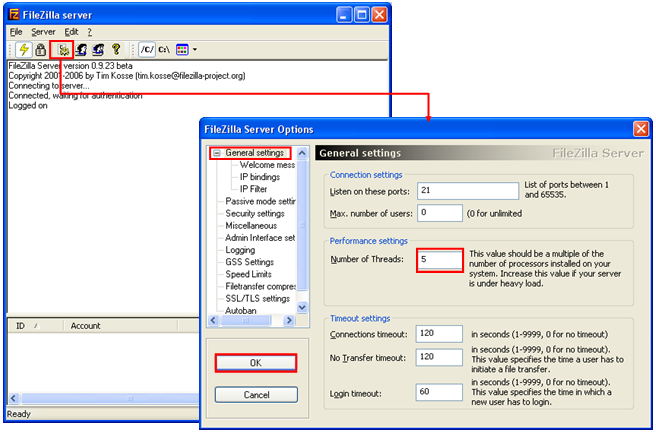 FileZilla server
File Server Edit ?
/C/ C:\
FileZilla Server version 0.9.23 beta
Copyright 2001-2006 by Tim Kosse (tim.kosse@filezilla-project.org)
Connecting to server...
Connected, waiting for authentication
Logged on
ID / Account
Ready
FileZilla Server Options
General settings
Welcome mess
IP bindings
IP Filter
Passive mode settir
Security settings
Miscellaneous
Admin Interface set
Logging
GSS Settings
Speed Limits
Filetransfer compres
SSL/TLS settings
Autoban
OK
Cancel
General settings
FileZilla Server
Connection settings
Listen on these ports: 21
List of ports between 1
and 65535.
Max. number of users: 0 (0 for unlimited
Performance settings
Number of Threads: 5
This value should be a multiple of the
number of processors installed on your
system. Increase this value if your server
is under heavy load.
Timeout settings
Connections timeout: 120 in seconds (1-9999, 0 for no timeout)
No Transfer timeout: 120
in seconds (1-9999, 0 for no timeout).
This value specifies the time a user has to
initiate a file transfer.
Login timeout: 60
in seconds (1-9999, 0 for no timeout).
This value specifies the time in which a
new user has to login.